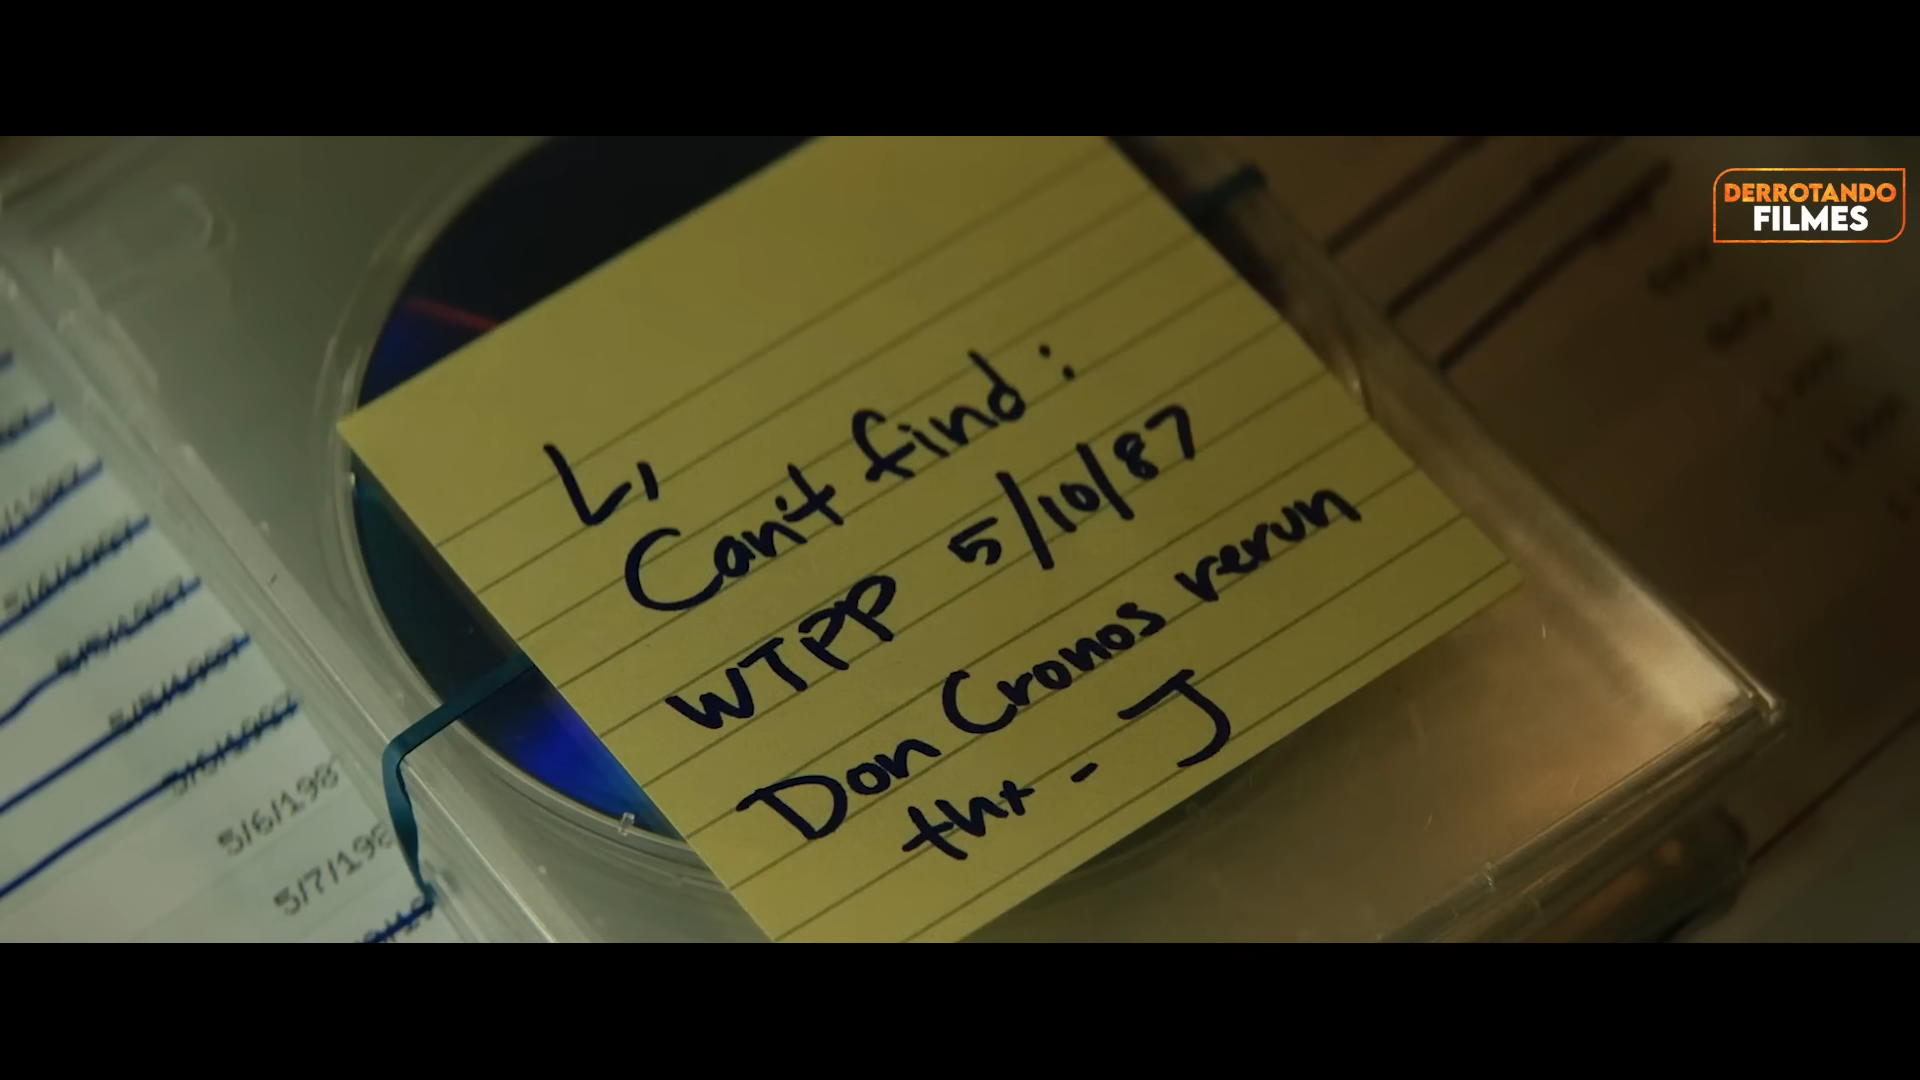 DERROTANDO
FILMES
L,
Can't find:
WTPP 5/10/87
Don Cronos rerun
thx - J
5/6/198
5/7/198